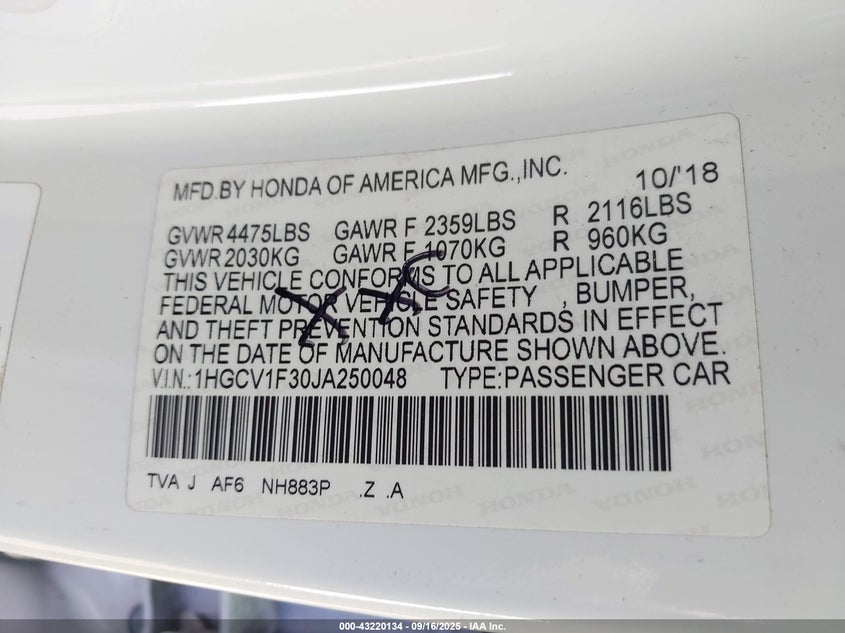 MFD.BY HONDA OF AMERICA MFG.,INC. 10/'18
GVWR 4475LBS GAWR F 2359LBS R 2116LBS
GVWR 2030KG GAWR F 1070KG R 960KG
THIS VEHICLE CONFORMS TO ALL APPLICABLE
FEDERAL MOTOR VEHICLE SAFETY , BUMPER,
AND THEFT PREVENTION STANDARDS IN EFFECT
ON THE DATE OF MANUFACTURE SHOWN ABOVE.
V.I.N.:1HGCV1F30JA250048 TYPE:PASSENGER CAR
TVA J AF6 NH883P .Z .A
000-43220134 - 09/16/2025 - IAA Inc.